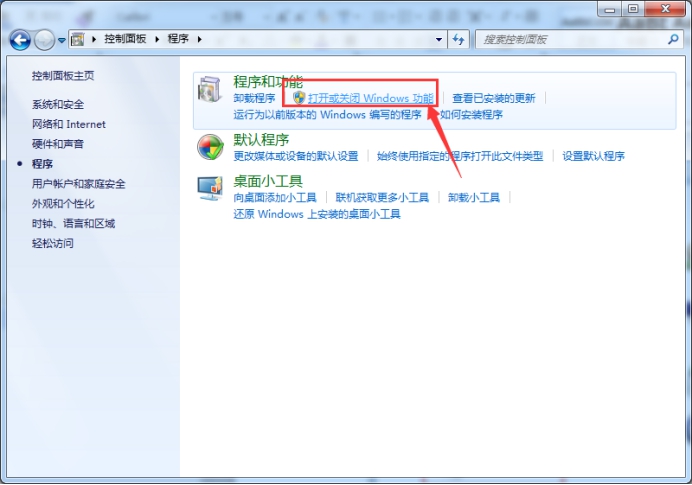 控制面板 程序
搜索控制面板
控制面板主页
系统和安全
网络和 Internet
硬件和声音
程序
用户帐户和家庭安全
外观和个性化
时钟、语言和区域
轻松访问
程序和功能
卸载程序 打开或关闭 Windows 功能 查看已安装的更新
运行为以前版本的 Windows 编写的程序 如何安装程序
默认程序
更改媒体或设备的默认设置 始终使用指定的程序打开此文件类型 设置默认程序
桌面小工具
向桌面添加小工具 联机获取更多小工具 卸载小工具
还原 Windows 上安装的桌面小工具